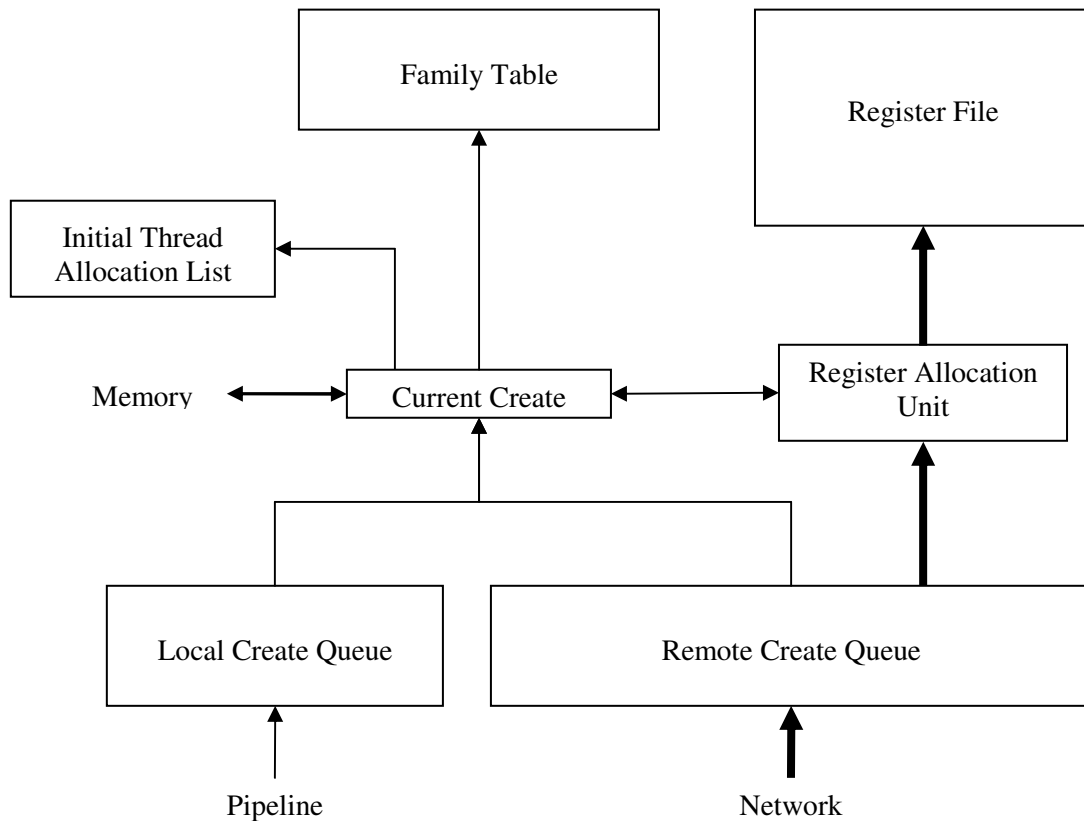 Family Table
Register File
Initial Thread
Allocation List
Memory
Current Create
Register Allocation
Unit
Local Create Queue
Remote Create Queue
Pipeline
Network